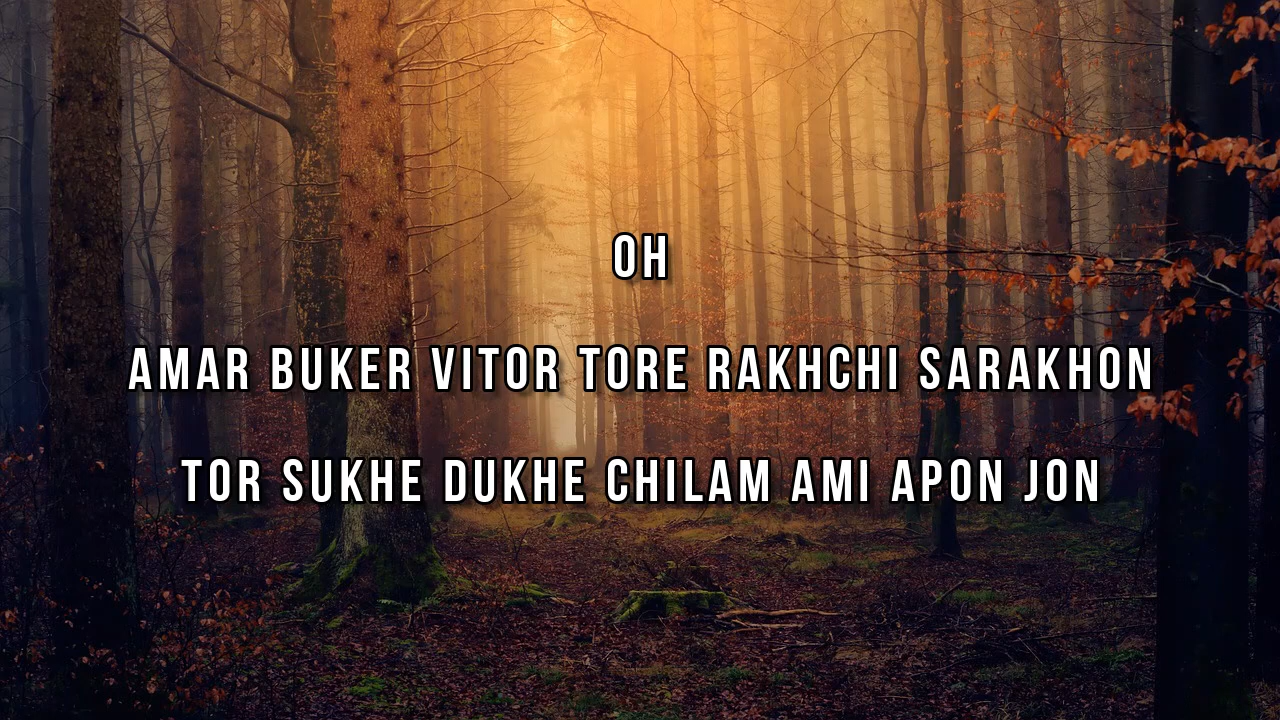 OH
AMAR BUKER VITOR TORE RAKHCHI SARAKHON
TOR SUKHE DUKHE CHILAM AMI APON JON